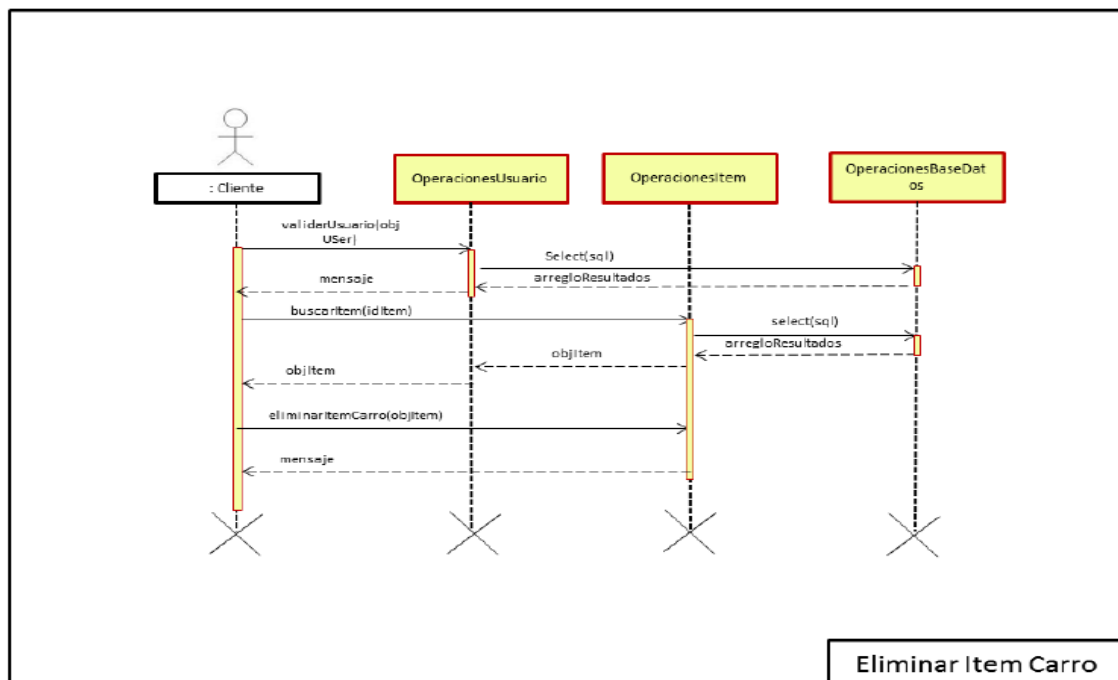 : Cliente
OperacionesUsuario
OperacionesItem
OperacionesBaseDat
os
validarUsuario(obj
USer)
Select(sql)
arregloResultados
mensaje
buscarItem(idItem)
select(sql)
arregloResultados
objItem
objItem
eliminarItemCarro(objItem)
mensaje
Eliminar Item Carro